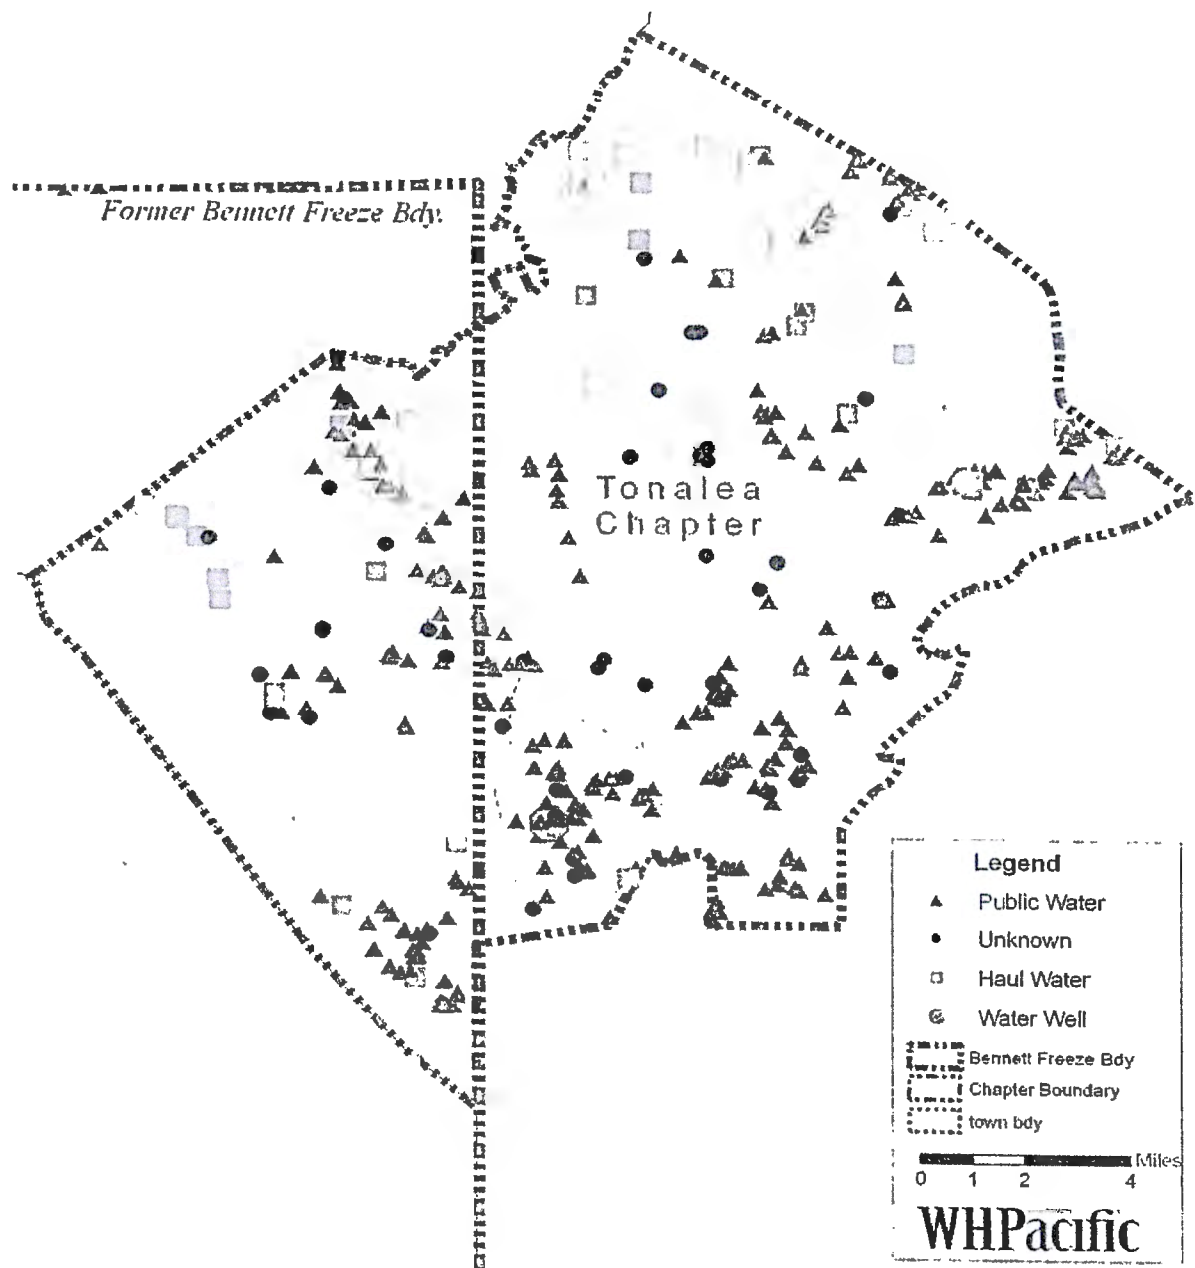 Former Bennett Freeze Bdy.
Tonalea
Chapter
Legend
Public Water
Unknown
Haul Water
Water Well
Bennett Freeze Bdy
Chapter Boundary
town bdy
Miles
0 1 2 4
WHPacific